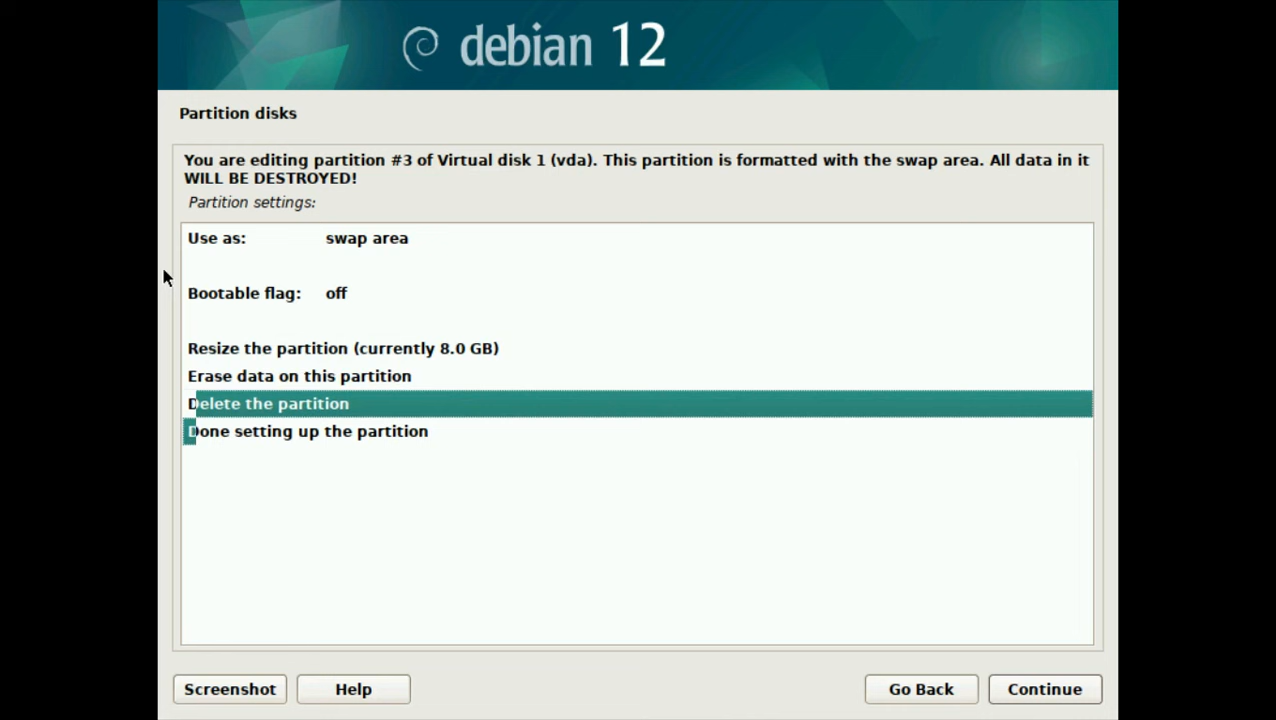 debian 12
Partition disks
You are editing partition #3 of Virtual disk 1 (vda). This partition is formatted with the swap area. All data in it
WILL BE DESTROYED!
Partition settings:
Use as: swap area
Bootable flag: off
Resize the partition (currently 8.0 GB)
Erase data on this partition
Delete the partition
Done setting up the partition
Screenshot Help Go Back Continue